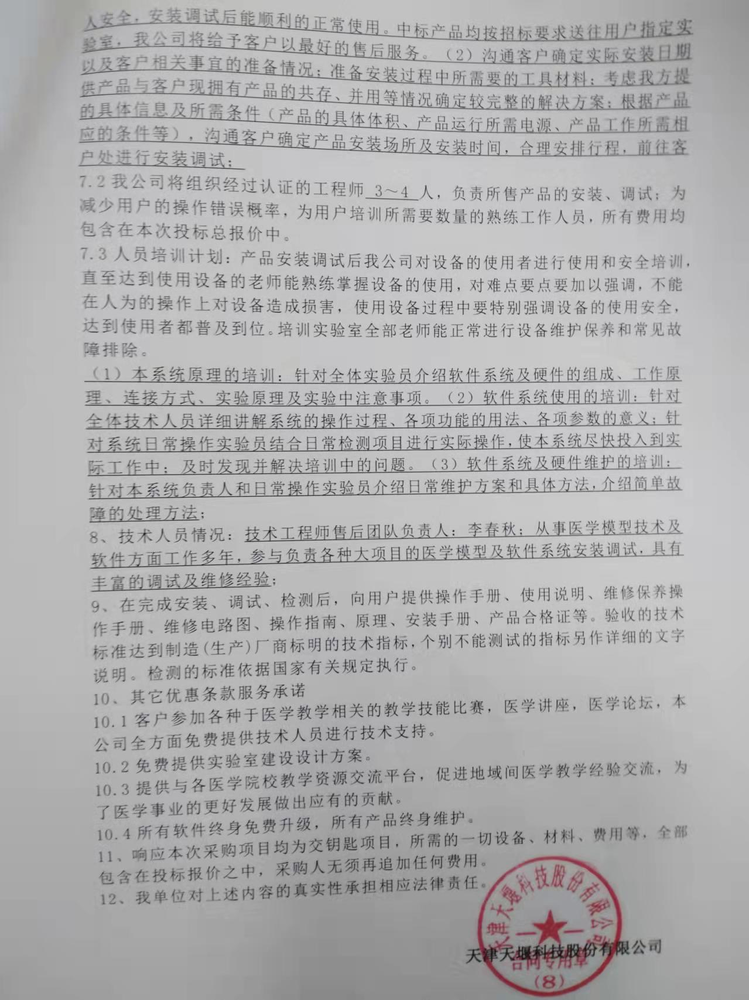 人安全，安装调试后能顺利的正常使用。中标产品均按招标要求送往用户指定实
验室，我公司将给予客户以最好的售后服务。（2）沟通客户确定实际安装日期
以及客户相关事宜的准备情况；准备安装过程中所需要的工具材料；考虑我方提
供产品与客户现拥有产品的共存、并用等情况确定较完整的解决方案；根据产品
的具体信息及所需条件（产品的具体体积、产品运行所需电源、产品工作所需相
应的条件等），沟通客户确定产品安装场所及安装时间，合理安排行程，前往客
户处进行安装调试；
7.2 我公司将组织经过认证的工程师 3～4 人，负责所售产品的安装、调试；为
减少用户的操作错误概率，为用户培训所需要数量的熟练工作人员，所有费用均
包含在本次投标总报价中。
7.3 人员培训计划：产品安装调试后我公司对设备的使用者进行使用和安全培训，
直至达到使用设备的老师能熟练掌握设备的使用，对难点要点要加以强调，不能
在人为的操作上对设备造成损害，使用设备过程中要特别强调设备的使用安全，
达到使用者都普及到位。培训实验室全部老师能正常进行设备维护保养和常见故
障排除。
（1）本系统原理的培训：针对全体实验员介绍软件系统及硬件的组成、工作原
理、连接方式、实验原理及实验中注意事项。（2）软件系统使用的培训：针对
全体技术人员详细讲解系统的操作过程、各项功能的用法、各项参数的意义；针
对系统日常操作实验员结合日常检测项目进行实际操作，使本系统尽快投入到实
际工作中；及时发现并解决培训中的问题。（3）软件系统及硬件维护的培训：
针对本系统负责人和日常操作实验员介绍日常维护方案和具体方法，介绍简单故
障的处理方法；
8、技术人员情况：技术工程师售后团队负责人：李春秋；从事医学模型技术及
软件方面工作多年，参与负责各种大项目的医学模型及软件系统安装调试，具有
丰富的调试及维修经验；
9、在完成安装、调试、检测后，向用户提供操作手册、使用说明、维修保养操
作手册、维修电路图、操作指南、原理、安装手册、产品合格证等。验收的技术
标准达到制造(生产)厂商标明的技术指标，个别不能测试的指标另作详细的文字
说明。检测的标准依据国家有关规定执行。
10、其它优惠条款服务承诺
10.1 客户参加各种于医学教学相关的教学技能比赛，医学讲座，医学论坛，本
公司全方面免费提供技术人员进行技术支持。
10.2 免费提供实验室建设设计方案。
10.3 提供与各医学院校教学资源交流平台，促进地域间医学教学经验交流，为
了医学事业的更好发展做出应有的贡献。
10.4 所有软件终身免费升级，所有产品终身维护。
11、响应本次采购项目均为交钥匙项目，所需的一切设备、材料、费用等，全部
包含在投标报价之中，采购人无须再追加任何费用。
12、我单位对上述内容的真实性承担相应法律责任。
天津天堰科技股份有限公司
天津天堰科技股份有限公司
合同专用章
(8)